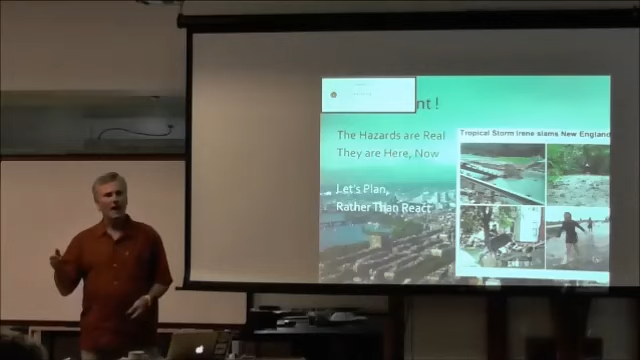 nt!
The Hazards are Real
They are Here, Now
Let's Plan,
Rather Than React
Tropical Storm Irene slams New England